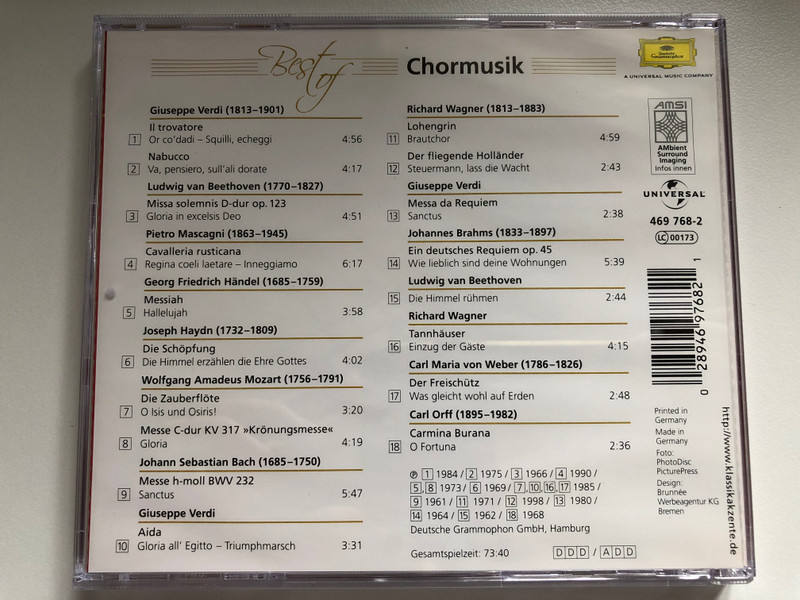 Best of Chormusik
Giuseppe Verdi (1813–1901)
Il trovatore
1 Or co'dadi – Squilli, echeggi 4:56
Nabucco
2 Va, pensiero, sull'ali dorate 4:17
Ludwig van Beethoven (1770–1827)
Missa solemnis D-dur op. 123
3 Gloria in excelsis Deo 4:51
Pietro Mascagni (1863–1945)
Cavalleria rusticana
4 Regina coeli laetare – Inneggiamo 6:17
Georg Friedrich Händel (1685–1759)
Messiah
5 Hallelujah 3:58
Joseph Haydn (1732–1809)
Die Schöpfung
6 Die Himmel erzählen die Ehre Gottes 4:02
Wolfgang Amadeus Mozart (1756–1791)
Die Zauberflöte
7 O Isis und Osiris! 3:20
Messe C-dur KV 317 »Krönungsmesse«
8 Gloria 4:19
Johann Sebastian Bach (1685–1750)
Messe h-moll BWV 232
9 Sanctus 5:47
Giuseppe Verdi
Aida
10 Gloria all' Egitto – Triumphmarsch 3:31
Richard Wagner (1813–1883)
Lohengrin
11 Brautchor 4:59
Der fliegende Holländer
12 Steuermann, lass die Wacht 2:43
Giuseppe Verdi
Messa da Requiem
13 Sanctus 2:38
Johannes Brahms (1833–1897)
Ein deutsches Requiem op. 45
14 Wie lieblich sind deine Wohnungen 5:39
Ludwig van Beethoven
15 Die Himmel rühmen 2:44
Richard Wagner
Tannhäuser
16 Einzug der Gäste 4:15
Carl Maria von Weber (1786–1826)
Der Freischütz
17 Was gleicht wohl auf Erden 2:48
Carl Orff (1895–1982)
Carmina Burana
18 O Fortuna 2:36
℗ 1 1984 / 2 1975 / 3 1966 / 4 1990 /
5, 8 1973 / 6 1969 / 7, 10, 16, 17 1985 /
9 1961 / 11 1971 / 12 1998 / 13 1980 /
14 1964 / 15 1962 / 18 1968
Deutsche Grammophon GmbH, Hamburg
Gesamtspielzeit: 73:40 DDD / ADD
Deutsche
Grammophon
A UNIVERSAL MUSIC COMPANY
AMSI
AMbient
Surround
Imaging
Infos innen
UNIVERSAL
469 768-2
LC 00173
0 28946 97682 1
Printed in
Germany
Made in
Germany
Foto:
PhotoDisc
PicturePress
Design:
Brunnée
Werbeagentur KG
Bremen
http://www.klassikakzente.de